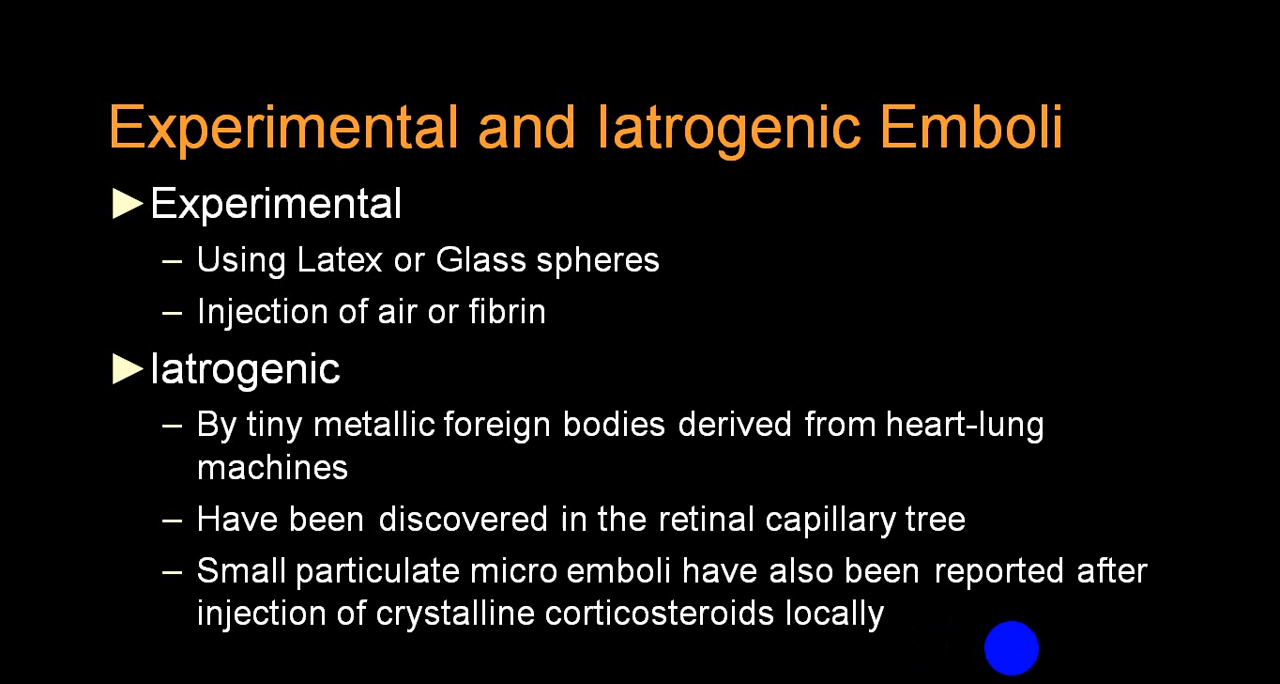 Experimental and Iatrogenic Emboli
►Experimental
– Using Latex or Glass spheres
– Injection of air or fibrin
►Iatrogenic
– By tiny metallic foreign bodies derived from heart-lung
machines
– Have been discovered in the retinal capillary tree
– Small particulate micro emboli have also been reported after
injection of crystalline corticosteroids locally